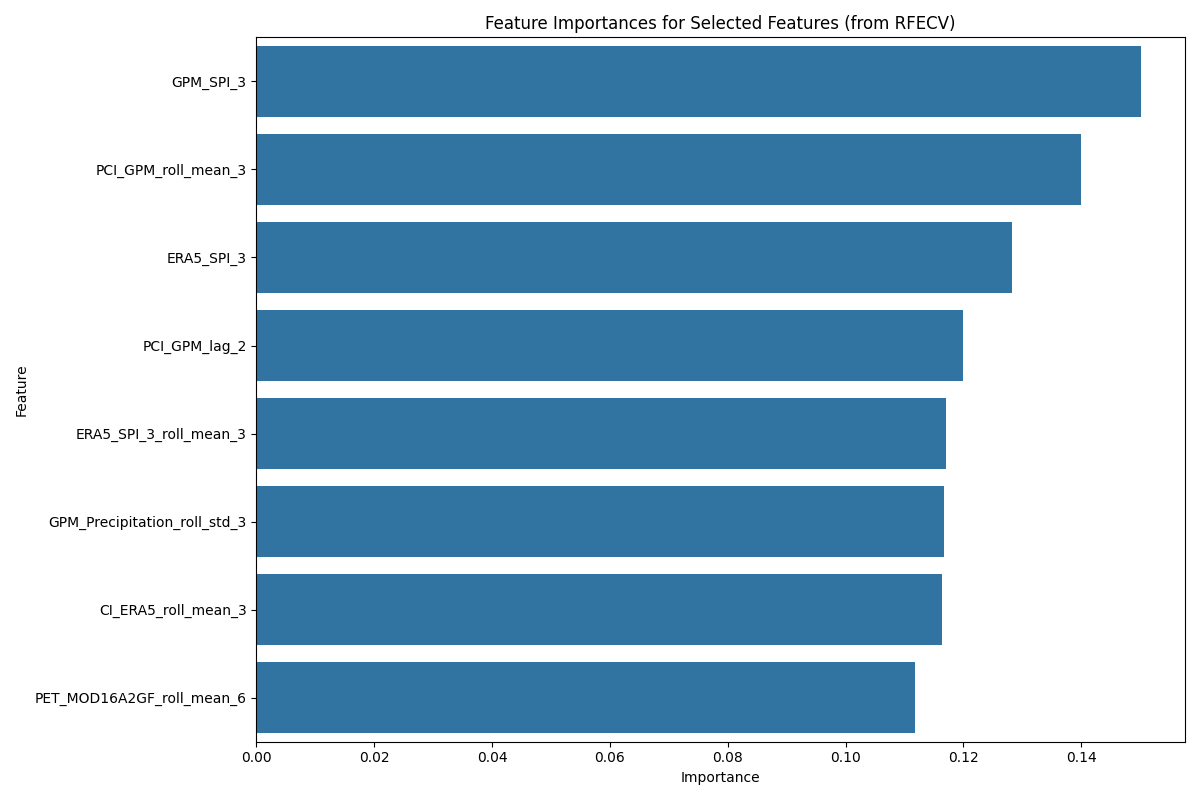 Feature Importances for Selected Features (from RFECV)
GPM_SPI_3
PCI_GPM_roll_mean_3
ERA5_SPI_3
PCI_GPM_lag_2
ERA5_SPI_3_roll_mean_3
GPM_Precipitation_roll_std_3
CI_ERA5_roll_mean_3
PET_MOD16A2GF_roll_mean_6
Feature
0.00 0.02 0.04 0.06 0.08 0.10 0.12 0.14
Importance